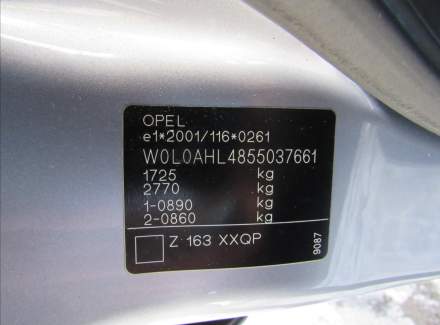 OPEL
e1*2001/116*0261
W0L0AHL4855037661
1725 kg
2770 kg
1-0890 kg
2-0860 kg
Z 163 XXQP
9087